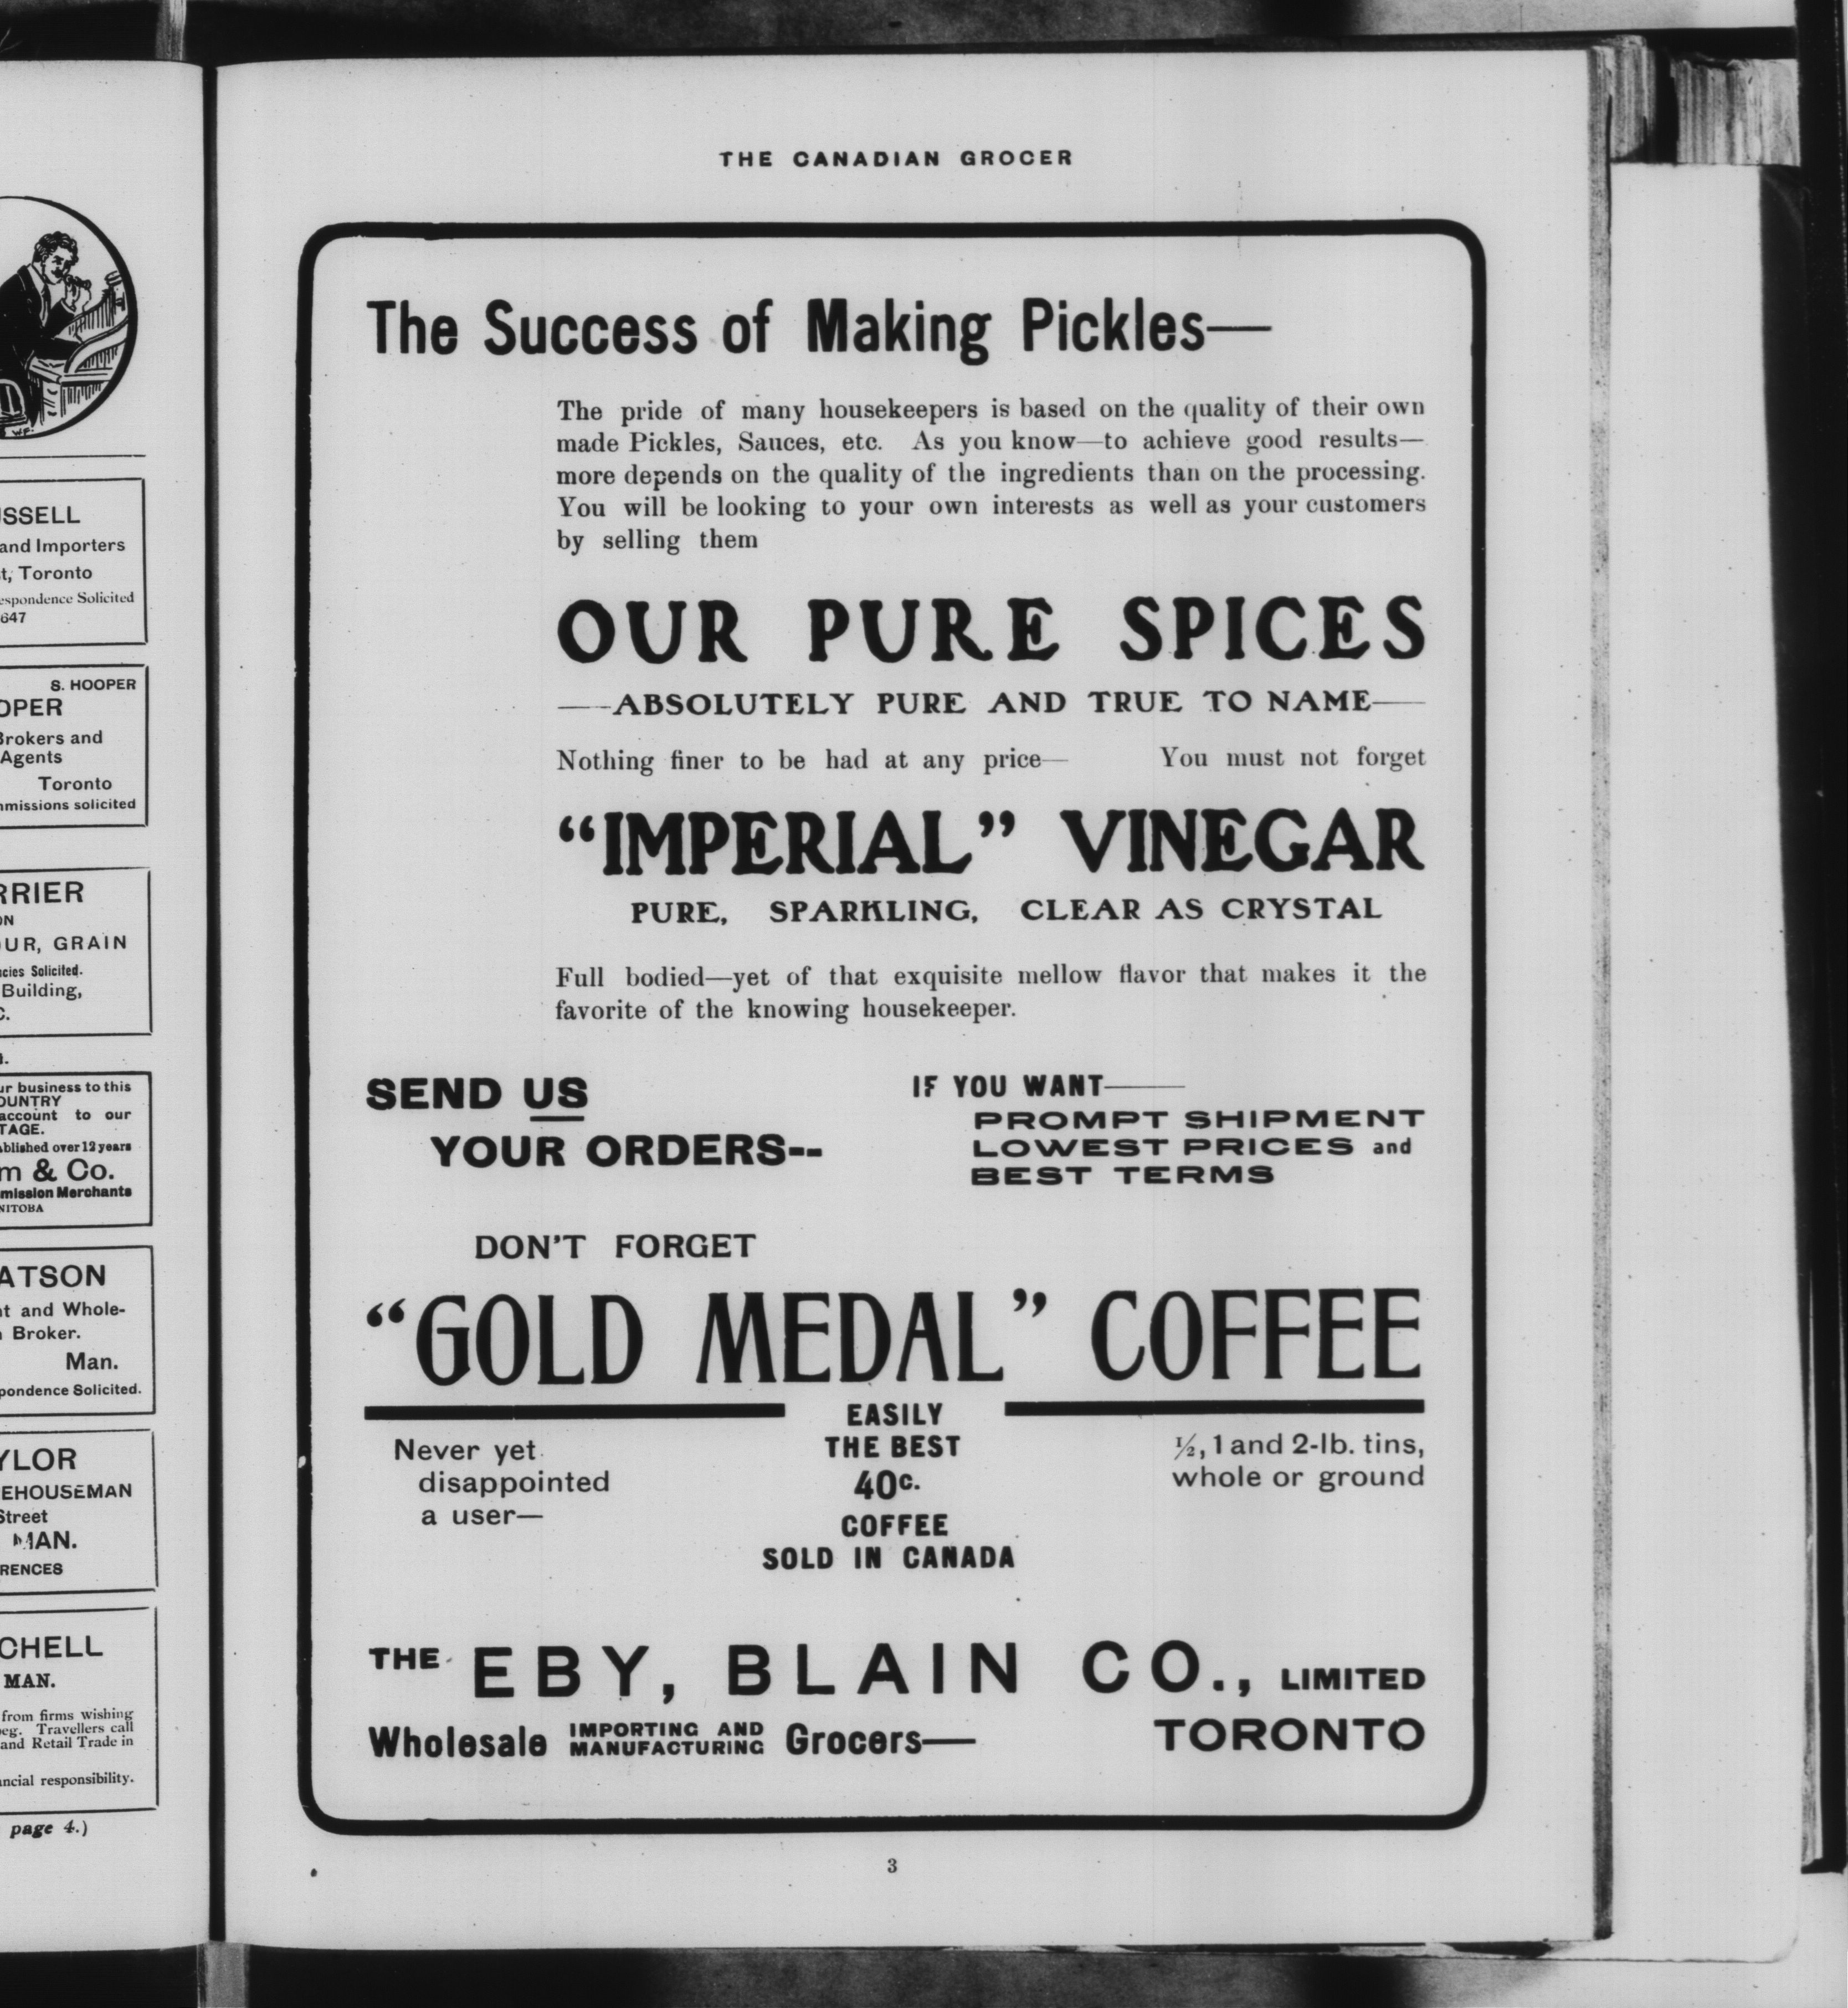 SSELL
and Importers
t, Toronto
espondence Solicited
647
S. HOOPER
OPER
Brokers and
Agents
Toronto
mmissions solicited
RRIER
ON
OUR, GRAIN
cies Solicited.
Building,
C.
ur business to this
OUNTRY
account to our
TAGE.
ablished over 12 years
m & Co.
mission Merchants
NITOBA
ATSON
nt and Whole-
Broker.
Man.
pondence Solicited.
YLOR
EHOUSEMAN
Street
MAN.
RENCES
CHELL
MAN.
from firms wishing
eg. Travellers call
and Retail Trade in
ancial responsibility.
page 4.)
THE CANADIAN GROCER
The Success of Making Pickles—
The pride of many housekeepers is based on the quality of their own
made Pickles, Sauces, etc. As you know—to achieve good results—
more depends on the quality of the ingredients than on the processing.
You will be looking to your own interests as well as your customers
by selling them
OUR PURE SPICES
—ABSOLUTELY PURE AND TRUE TO NAME—
Nothing finer to be had at any price— You must not forget
“IMPERIAL” VINEGAR
PURE, SPARKLING, CLEAR AS CRYSTAL
Full bodied—yet of that exquisite mellow flavor that makes it the
favorite of the knowing housekeeper.
SEND US
YOUR ORDERS--
IF YOU WANT—
PROMPT SHIPMENT
LOWEST PRICES and
BEST TERMS
DON'T FORGET
“GOLD MEDAL” COFFEE
Never yet
disappointed
a user—
EASILY
THE BEST
40c.
COFFEE
SOLD IN CANADA
½, 1 and 2-lb. tins,
whole or ground
THE EBY, BLAIN CO., LIMITED
Wholesale IMPORTING AND MANUFACTURING Grocers— TORONTO
3